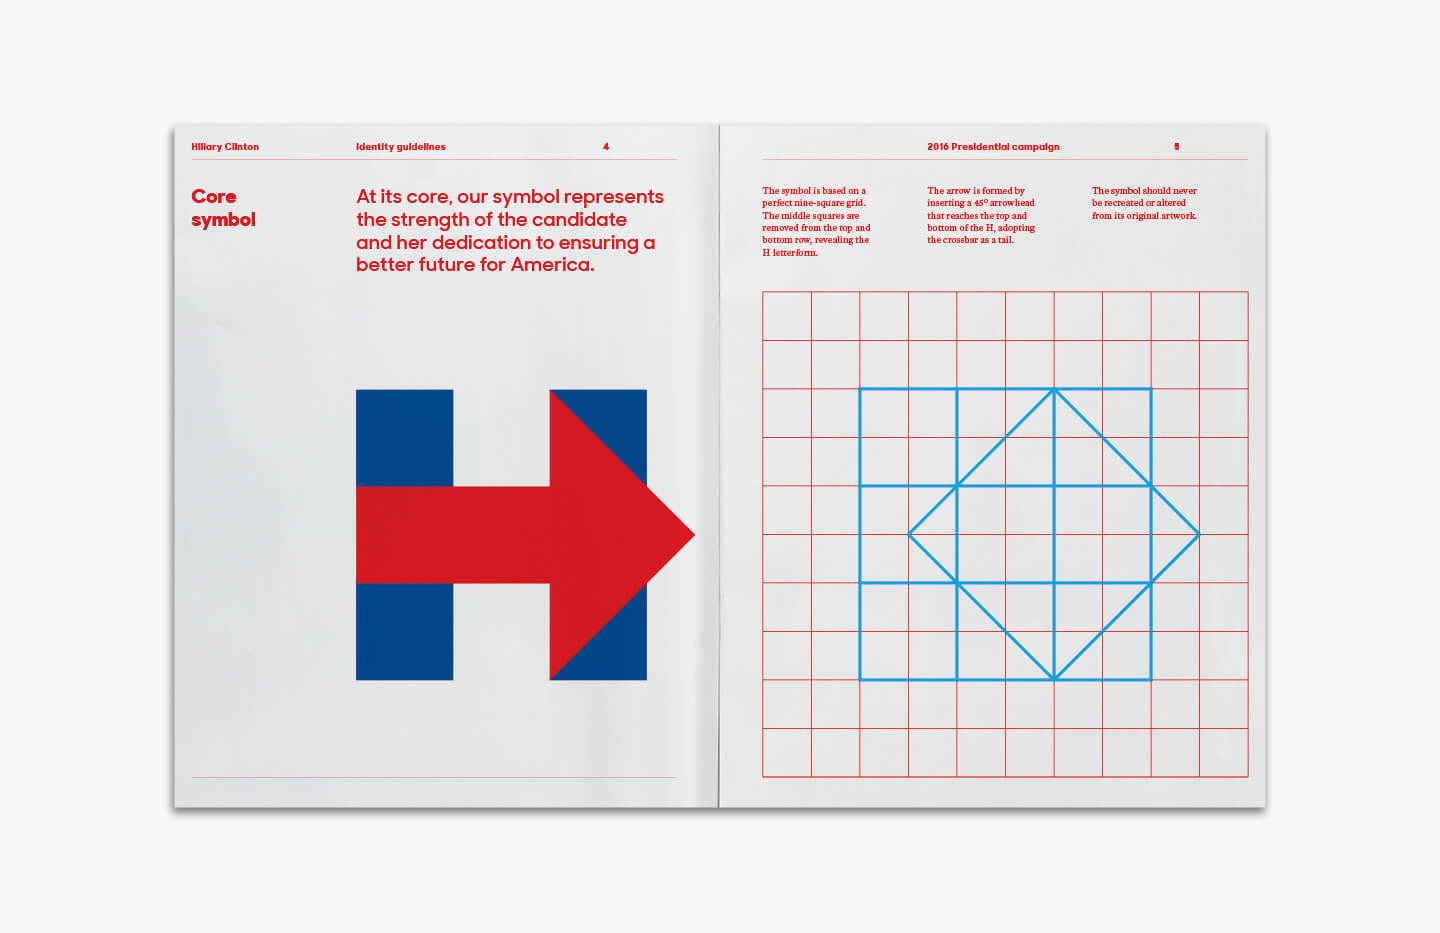 Hillary Clinton
Identity guidelines
4
Core
symbol
At its core, our symbol represents
the strength of the candidate
and her dedication to ensuring a
better future for America.
2016 Presidential campaign
5
The symbol is based on a
perfect nine-square grid.
The middle squares are
removed from the top and
bottom row, revealing the
H letterform.
The arrow is formed by
inserting a 45º arrowhead
that reaches the top and
bottom of the H, adopting
the crossbar as a tail.
The symbol should never
be recreated or altered
from its original artwork.